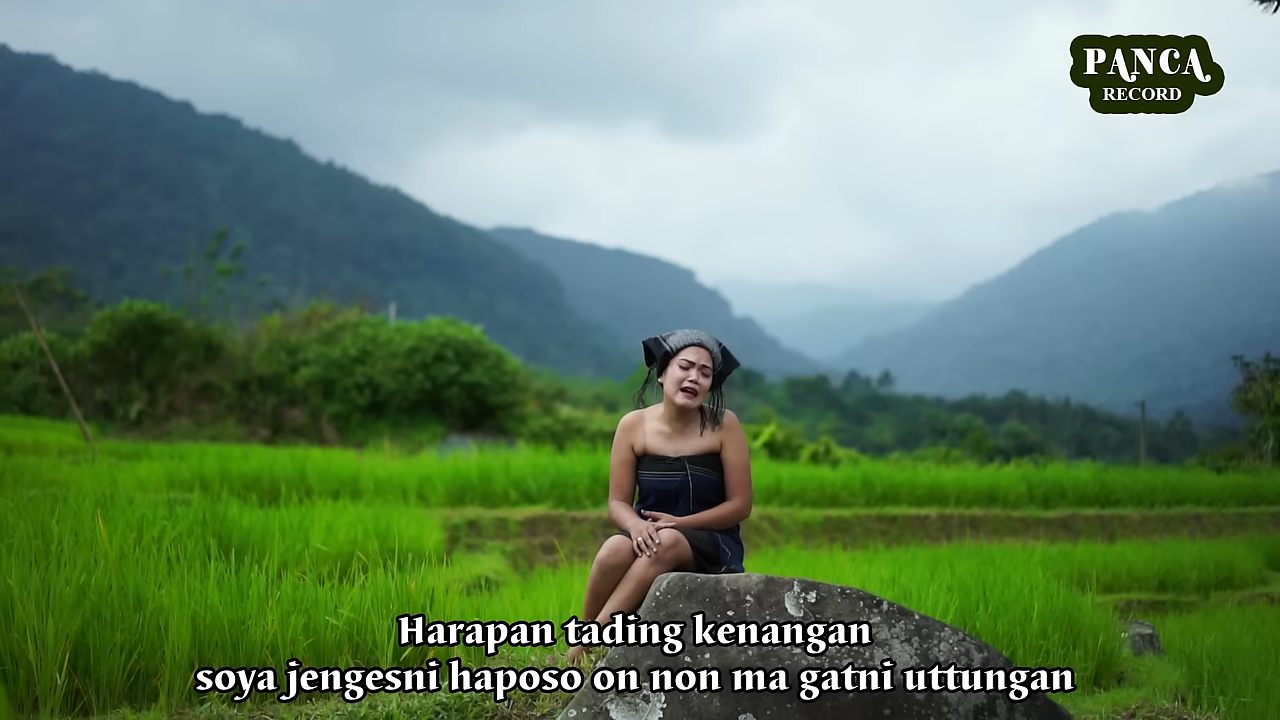 PANCA
RECORD
Harapan tading kenangan
soya jengesni haposo on non ma gatni uttungan